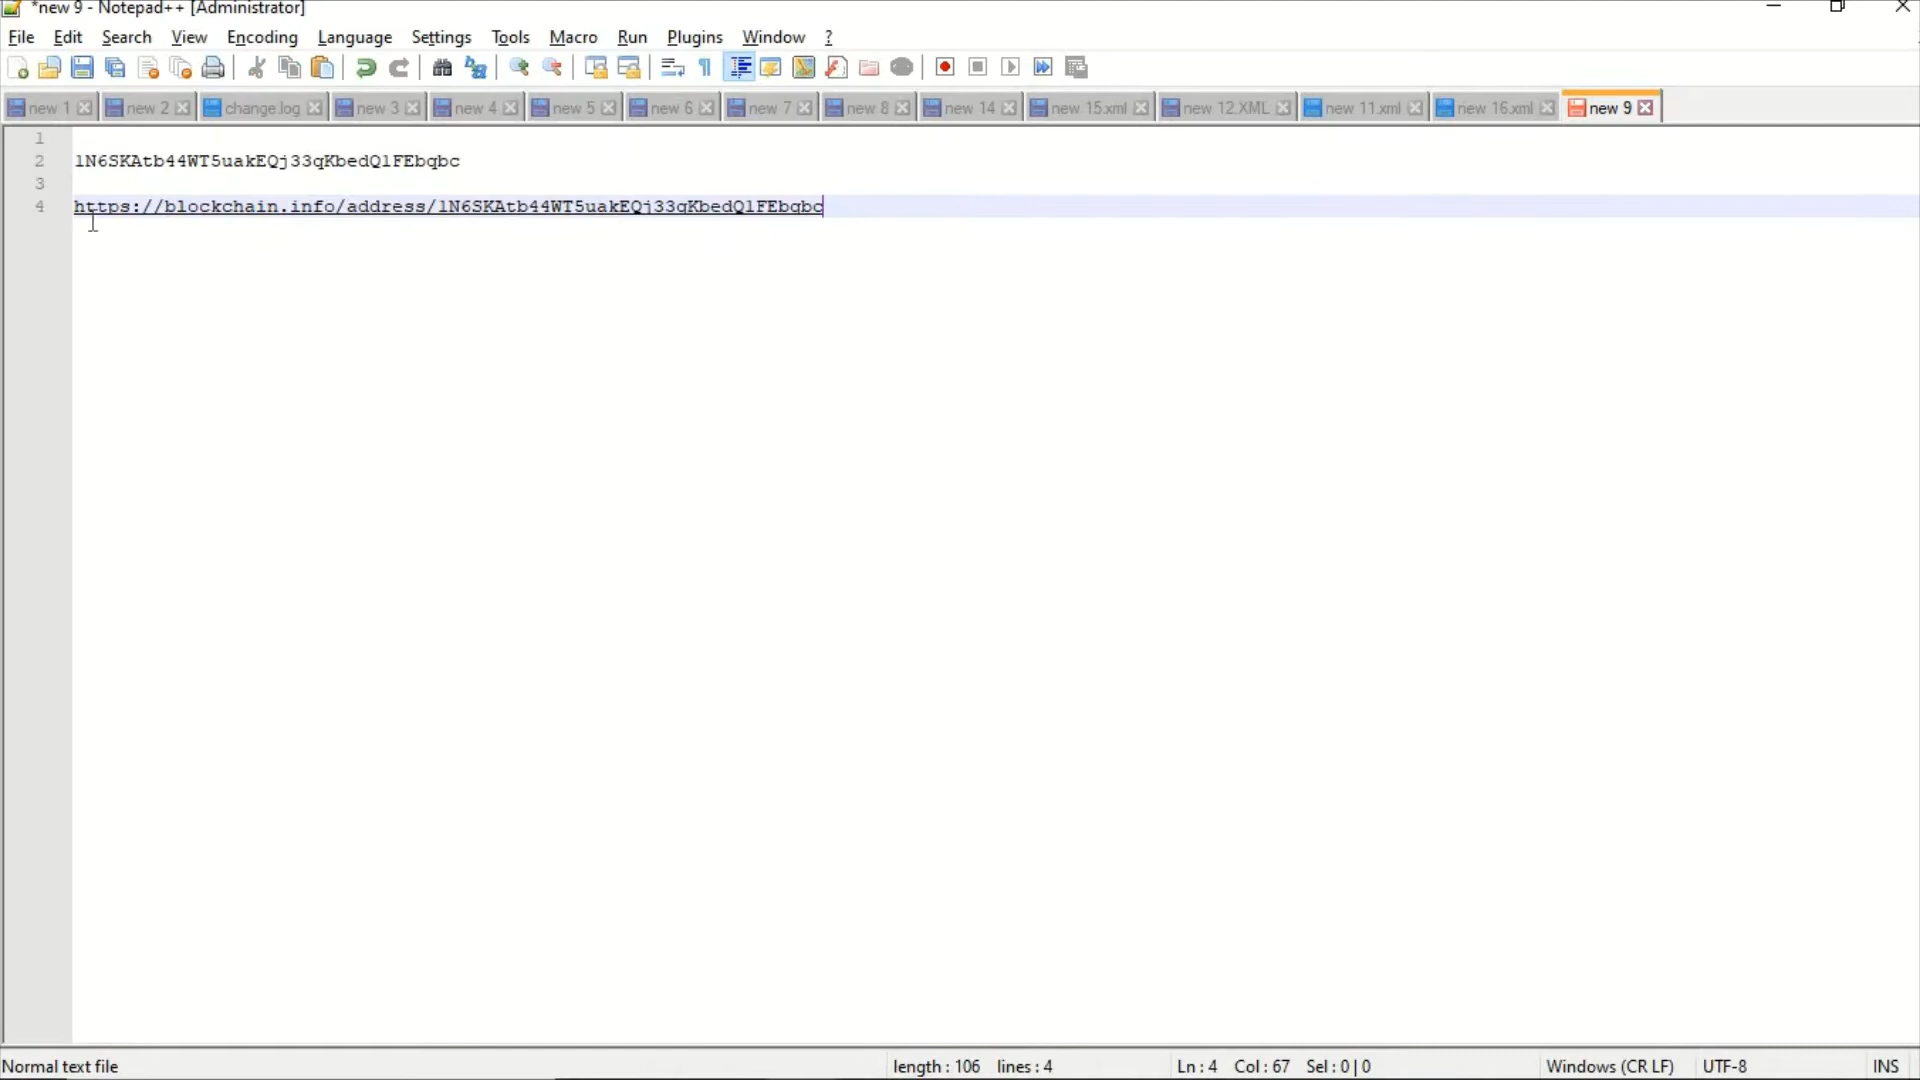 *new 9 - Notepad++ [Administrator]
File Edit Search View Encoding Language Settings Tools Macro Run Plugins Window ?
new 1 new 2 change.log new 3 new 4 new 5 new 6 new 7 new 8 new 14 new 15.xml new 12.XML new 11.xml new 16.xml new 9
1
2 1N6SKAtb44WT5uakEQj33qKbedQ1FEbqbc
3
4 https://blockchain.info/address/1N6SKAtb44WT5uakEQj33qKbedQ1FEbqbc
Normal text file length : 106 lines : 4 Ln : 4 Col : 67 Sel : 0 | 0 Windows (CR LF) UTF-8 INS